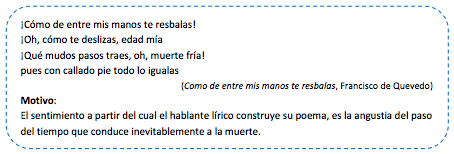 ¡Cómo de entre mis manos te resbalas!
¡Oh, cómo te deslizas, edad mía
¡Qué mudos pasos traes, oh, muerte fría!
pues con callado pie todo lo igualas
(Como de entre mis manos te resbalas, Francisco de Quevedo)
Motivo:
El sentimiento a partir del cual el hablante lírico construye su poema, es la angustia del paso
del tiempo que conduce inevitablemente a la muerte.